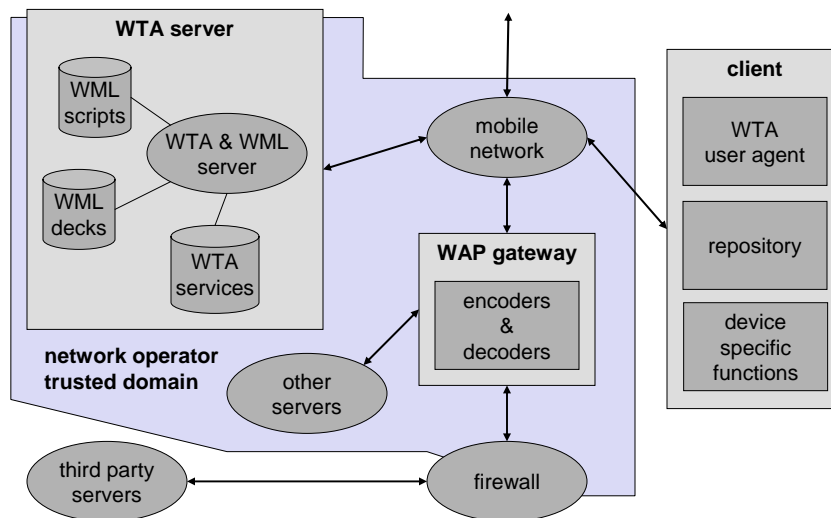 WTA server
WML
scripts
WTA & WML
server
WML
decks
WTA
services
network operator
trusted domain
other
servers
third party
servers
mobile
network
WAP gateway
encoders
&
decoders
firewall
client
WTA
user agent
repository
device
specific
functions